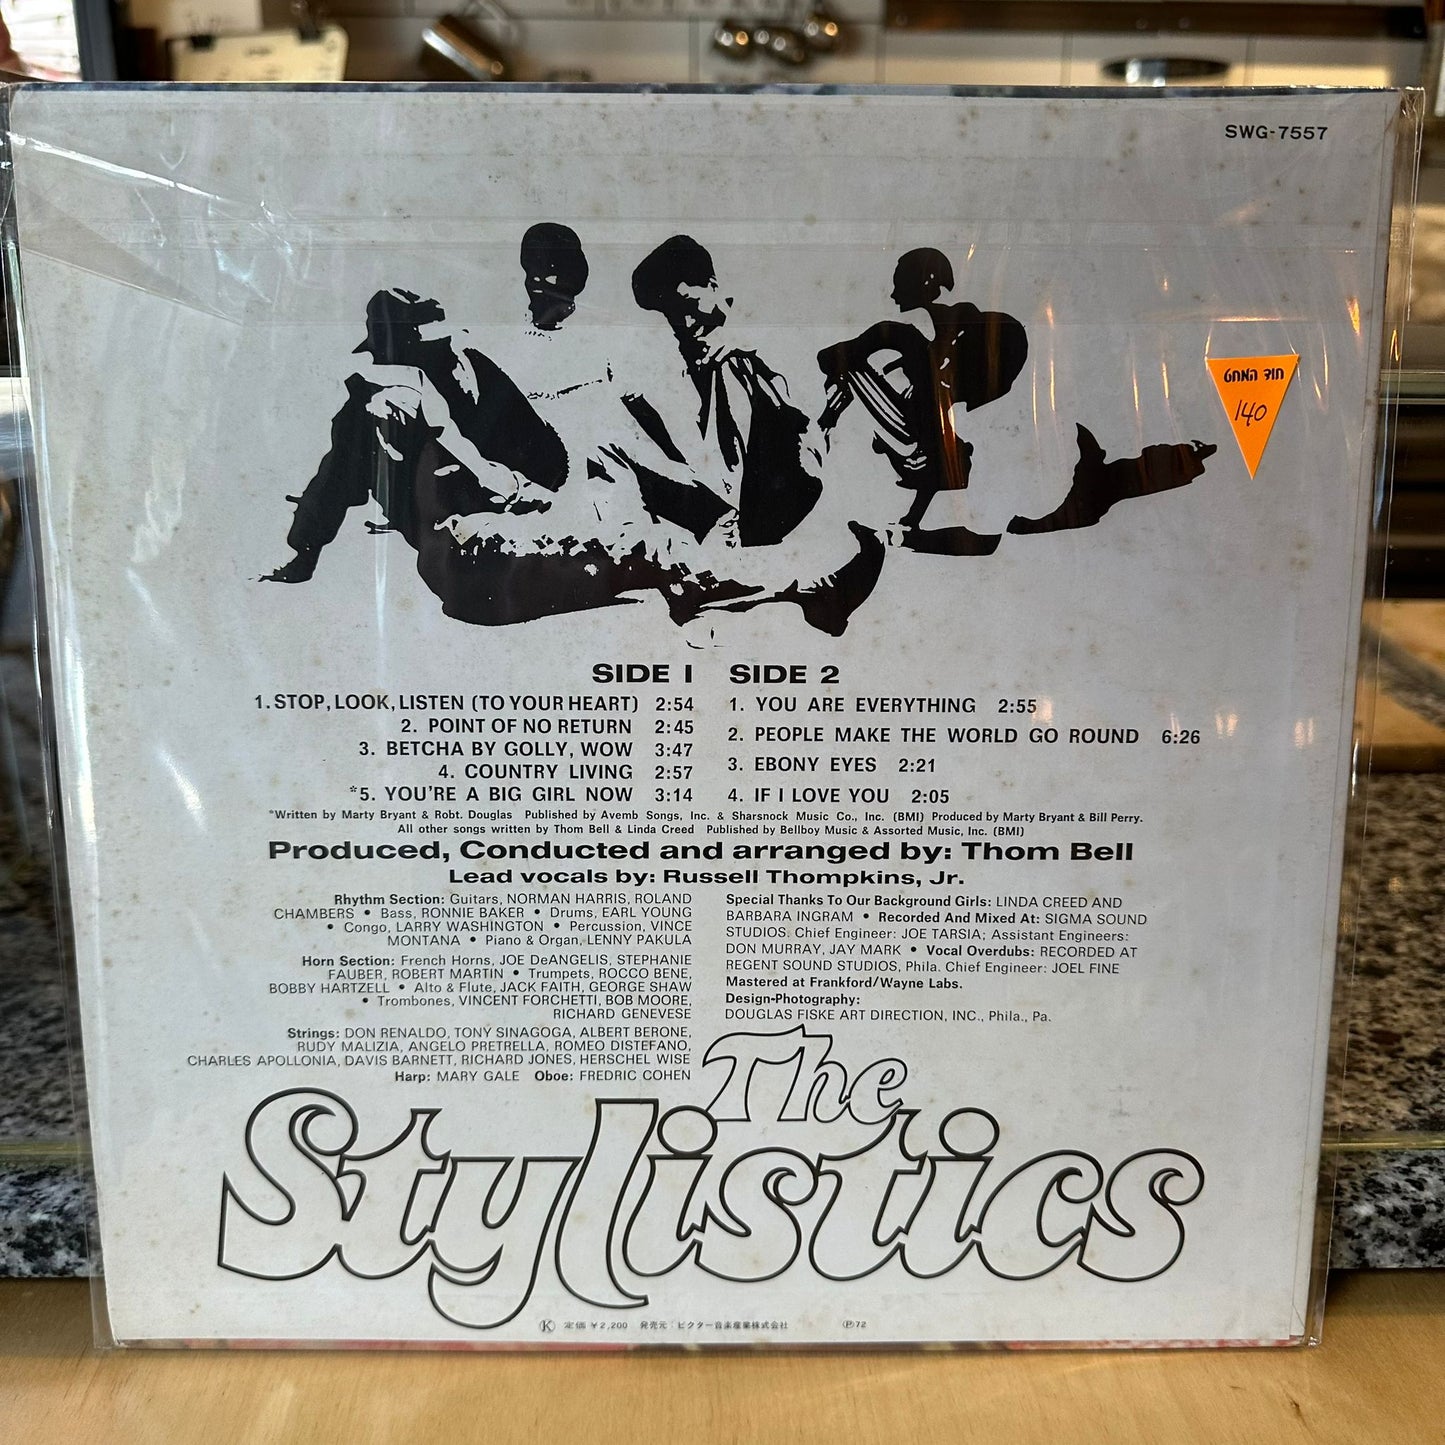 SWG-7557
חוד המחט
140
SIDE 1
1. STOP, LOOK, LISTEN (TO YOUR HEART) 2:54
2. POINT OF NO RETURN 2:45
3. BETCHA BY GOLLY, WOW 3:47
4. COUNTRY LIVING 2:57
*5. YOU'RE A BIG GIRL NOW 3:14
SIDE 2
1. YOU ARE EVERYTHING 2:55
2. PEOPLE MAKE THE WORLD GO ROUND 6:26
3. EBONY EYES 2:21
4. IF I LOVE YOU 2:05
*Written by Marty Bryant & Robt. Douglas Published by Avemb Songs, Inc. & Sharsnock Music Co., Inc. (BMI) Produced by Marty Bryant & Bill Perry.
All other songs written by Thom Bell & Linda Creed Published by Bellboy Music & Assorted Music, Inc. (BMI)
Produced, Conducted and arranged by: Thom Bell
Lead vocals by: Russell Thompkins, Jr.
Rhythm Section: Guitars, NORMAN HARRIS, ROLAND
CHAMBERS • Bass, RONNIE BAKER • Drums, EARL YOUNG
• Congo, LARRY WASHINGTON • Percussion, VINCE
MONTANA • Piano & Organ, LENNY PAKULA
Horn Section: French Horns, JOE DeANGELIS, STEPHANIE
FAUBER, ROBERT MARTIN • Trumpets, ROCCO BENE,
BOBBY HARTZELL • Alto & Flute, JACK FAITH, GEORGE SHAW
• Trombones, VINCENT FORCHETTI, BOB MOORE,
RICHARD GENEVESE
Strings: DON RENALDO, TONY SINAGOGA, ALBERT BERONE,
RUDY MALIZIA, ANGELO PRETRELLA, ROMEO DISTEFANO,
CHARLES APOLLONIA, DAVIS BARNETT, RICHARD JONES, HERSCHEL WISE
Harp: MARY GALE Oboe: FREDRIC COHEN
Special Thanks To Our Background Girls: LINDA CREED AND
BARBARA INGRAM • Recorded And Mixed At: SIGMA SOUND
STUDIOS. Chief Engineer: JOE TARSIA; Assistant Engineers:
DON MURRAY, JAY MARK • Vocal Overdubs: RECORDED AT
REGENT SOUND STUDIOS, Phila. Chief Engineer: JOEL FINE
Mastered at Frankford/Wayne Labs.
Design-Photography:
DOUGLAS FISKE ART DIRECTION, INC., Phila., Pa.
The
Stylistics
Ⓚ 定価 ¥2,200 発売元:ビクター音楽産業株式会社 Ⓟ72